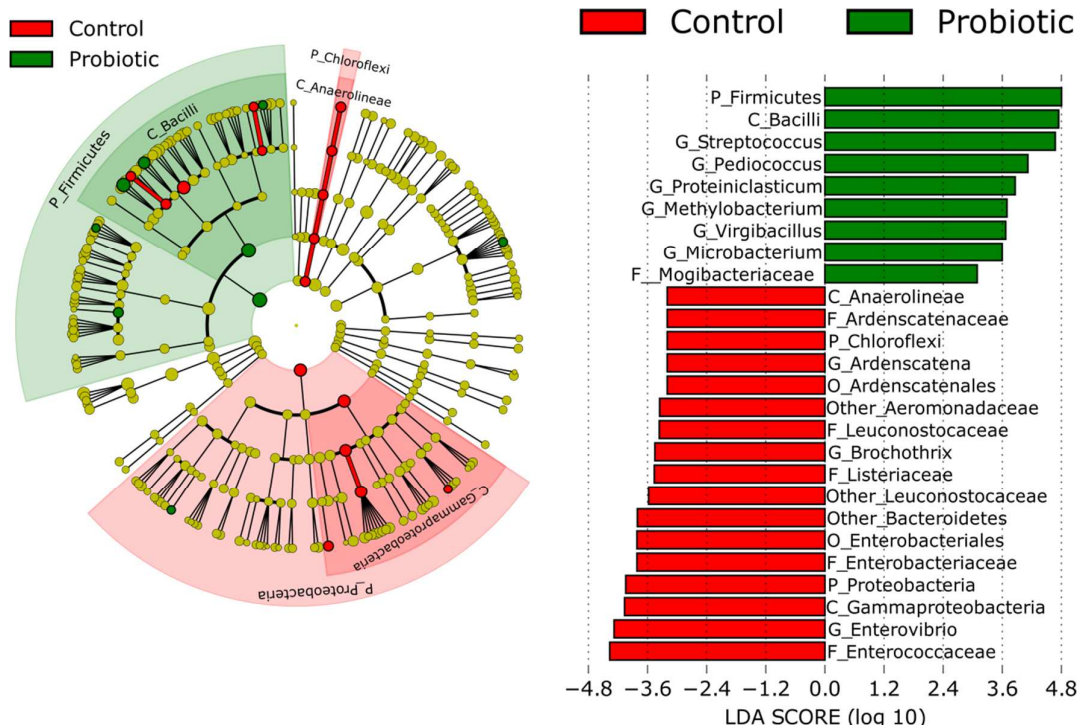 Control
Probiotic
P_Chloroflexi
C_Anaerolineae
C_Bacilli
P_Firmicutes
C_Gammaproteobacteria
P_Proteobacteria
Control
Probiotic
P_Firmicutes
C_Bacilli
G_Streptococcus
G_Pediococcus
G_Proteiniclasticum
G_Methylobacterium
G_Virgibacillus
G_Microbacterium
F__Mogibacteriaceae
C_Anaerolineae
F_Ardenscatenaceae
P_Chloroflexi
G_Ardenscatena
O_Ardenscatenales
Other_Aeromonadaceae
F_Leuconostocaceae
G_Brochothrix
F_Listeriaceae
Other_Leuconostocaceae
Other_Bacteroidetes
O_Enterobacteriales
F_Enterobacteriaceae
P_Proteobacteria
C_Gammaproteobacteria
G_Enterovibrio
F_Enterococcaceae
−4.8 −3.6 −2.4 −1.2 0.0 1.2 2.4 3.6 4.8
LDA SCORE (log 10)